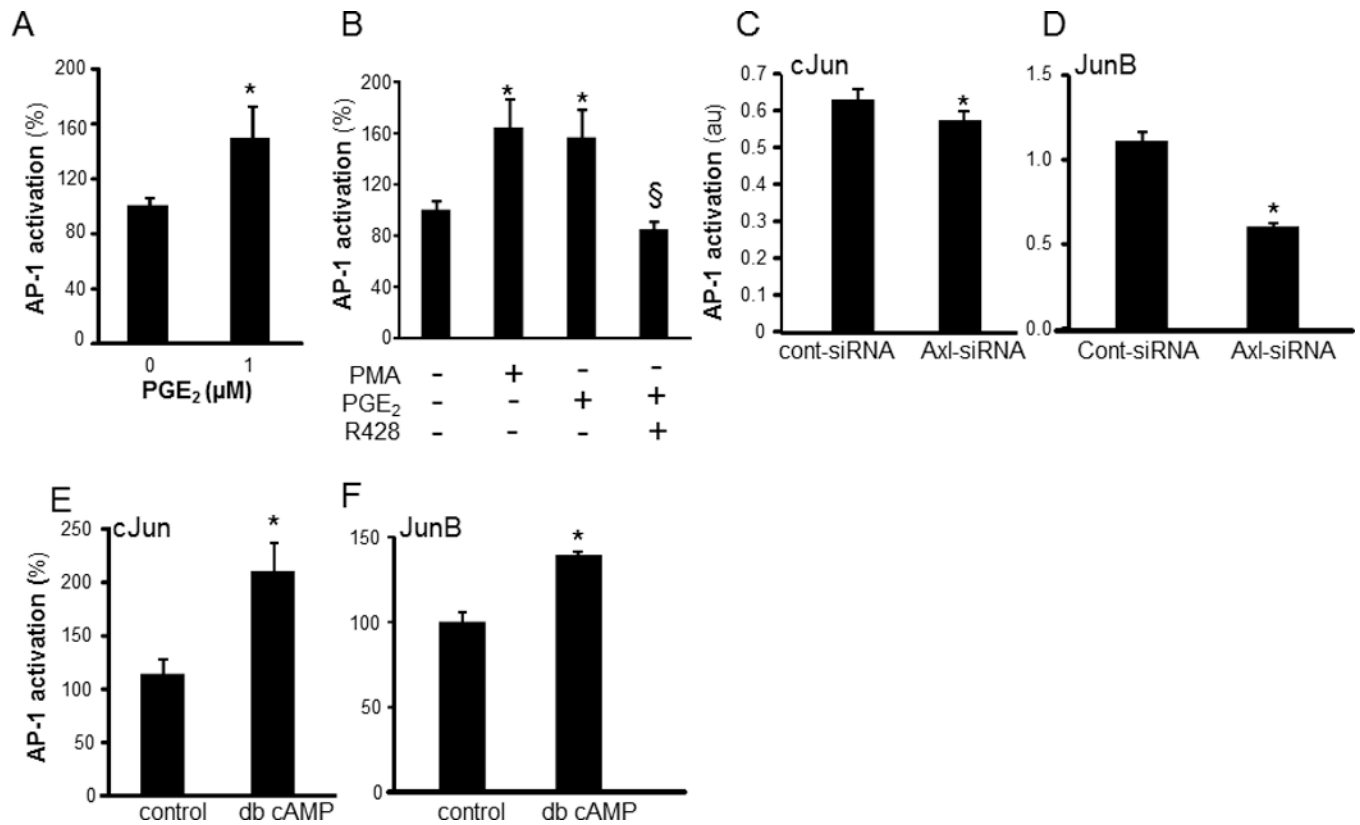 A
AP-1 activation (%)
200
160
120
80
40
0
*
0 1
PGE₂ (µM)
B
AP-1 activation (%)
200
160
120
80
40
0
* * §
PMA - + - -
PGE₂ - - + +
R428 - - - +
C
cJun
AP-1 activation (au)
0.7
0.6
0.5
0.4
0.3
0.2
0.1
0
*
cont-siRNA Axl-siRNA
D
JunB
1.5
1.0
0.5
0.0
*
Cont-siRNA Axl-siRNA
E
cJun
AP-1 activation (%)
250
200
150
100
50
0
*
control db cAMP
F
JunB
150
100
50
0
*
control db cAMP